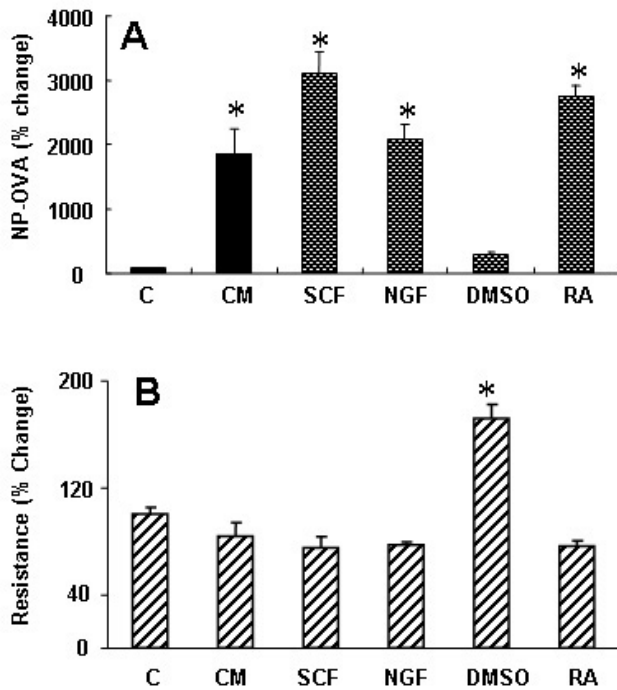 A
NP-OVA (% change)
4000
3000
2000
1000
0
* * * *
C CM SCF NGF DMSO RA
B
Resistance (% Change)
200
120
40
0
*
C CM SCF NGF DMSO RA